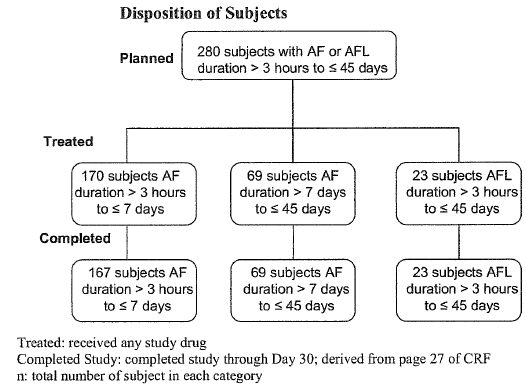 Disposition of Subjects
Planned
280 subjects with AF or AFL
duration > 3 hours to ≤ 45 days
Treated
170 subjects AF
duration > 3 hours
to ≤ 7 days
69 subjects AF
duration > 7 days
to ≤ 45 days
23 subjects AFL
duration > 3 hours
to ≤ 45 days
Completed
167 subjects AF
duration > 3 hours
to ≤ 7 days
69 subjects AF
duration > 7 days
to ≤ 45 days
23 subjects AFL
duration > 3 hours
to ≤ 45 days
Treated: received any study drug
Completed Study: completed study through Day 30; derived from page 27 of CRF
n: total number of subject in each category